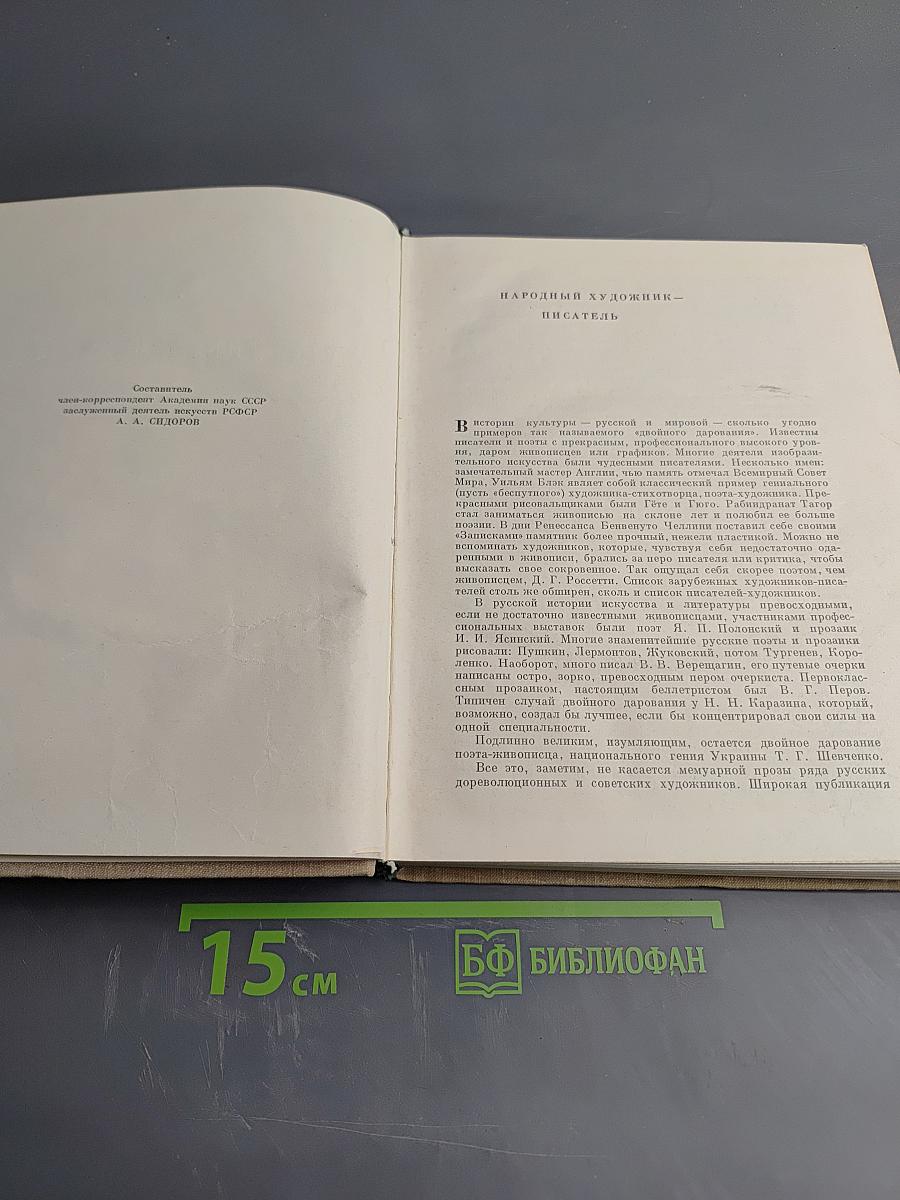 Составитель
член-корреспондент Академии наук СССР
заслуженный деятель искусств РСФСР
А. А. СИДОРОВ
НАРОДНЫЙ ХУДОЖНИК—
ПИСАТЕЛЬ
В истории культуры — русской и мировой — сколько угодно
примеров так называемого «двойного дарования». Известны
писатели и поэты с прекрасным, профессионального высокого уров-
ня, даром живописцев или графиков. Многие деятели изобрази-
тельного искусства были чудесными писателями. Несколько имен:
замечательный мастер Англии, чью память отмечал Всемирный Совет
Мира, Уильям Блэк являет собой классический пример гениального
(пусть «беспутного») художника-стихотворца, поэта-художника. Пре-
красными рисовальщиками были Гёте и Гюго. Рабиндранат Тагор
стал заниматься живописью на склоне лет и полюбил ее больше
поэзии. В дни Ренессанса Бенвенуто Челлини поставил себе своими
«Записками» памятник более прочный, нежели пластикой. Можно не
вспоминать художников, которые, чувствуя себя недостаточно ода-
ренными в живописи, брались за перо писателя или критика, чтобы
высказать свое сокровенное. Так ощущал себя скорее поэтом, чем
живописцем, Д. Г. Россетти. Список зарубежных художников-писа-
телей столь же обширен, сколь и список писателей-художников.
В русской истории искусства и литературы превосходными,
если не достаточно известными живописцами, участниками профес-
сиональных выставок были поэт Я. П. Полонский и прозаик
И. И. Ясинский. Многие знаменитейшие русские поэты и прозаики
рисовали: Пушкин, Лермонтов, Жуковский, потом Тургенев, Коро-
ленко. Наоборот, много писал В. В. Верещагин, его путевые очерки
написаны остро, зорко, превосходным пером очеркиста. Первоклас-
сным прозаиком, настоящим беллетристом был В. Г. Перов.
Типичен случай двойного дарования у Н. Н. Каразина, который,
возможно, создал бы лучшее, если бы концентрировал свои силы на
одной специальности.
Подлинно великим, изумляющим, остается двойное дарование
поэта-живописца, национального гения Украины Т. Г. Шевченко.
Все это, заметим, не касается мемуарной прозы ряда русских
дореволюционных и советских художников. Широкая публикация
15 см
БФ БИБЛИОФАН